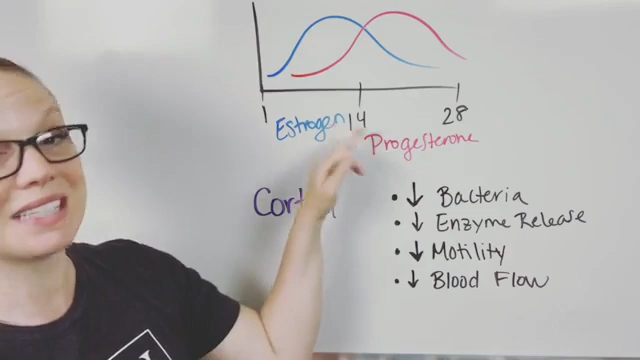 1 14 28
Estrogen
Progesterone
• ↓ Bacteria
• ↓ Enzyme Release
• ↓ Motility
• ↓ Blood Flow